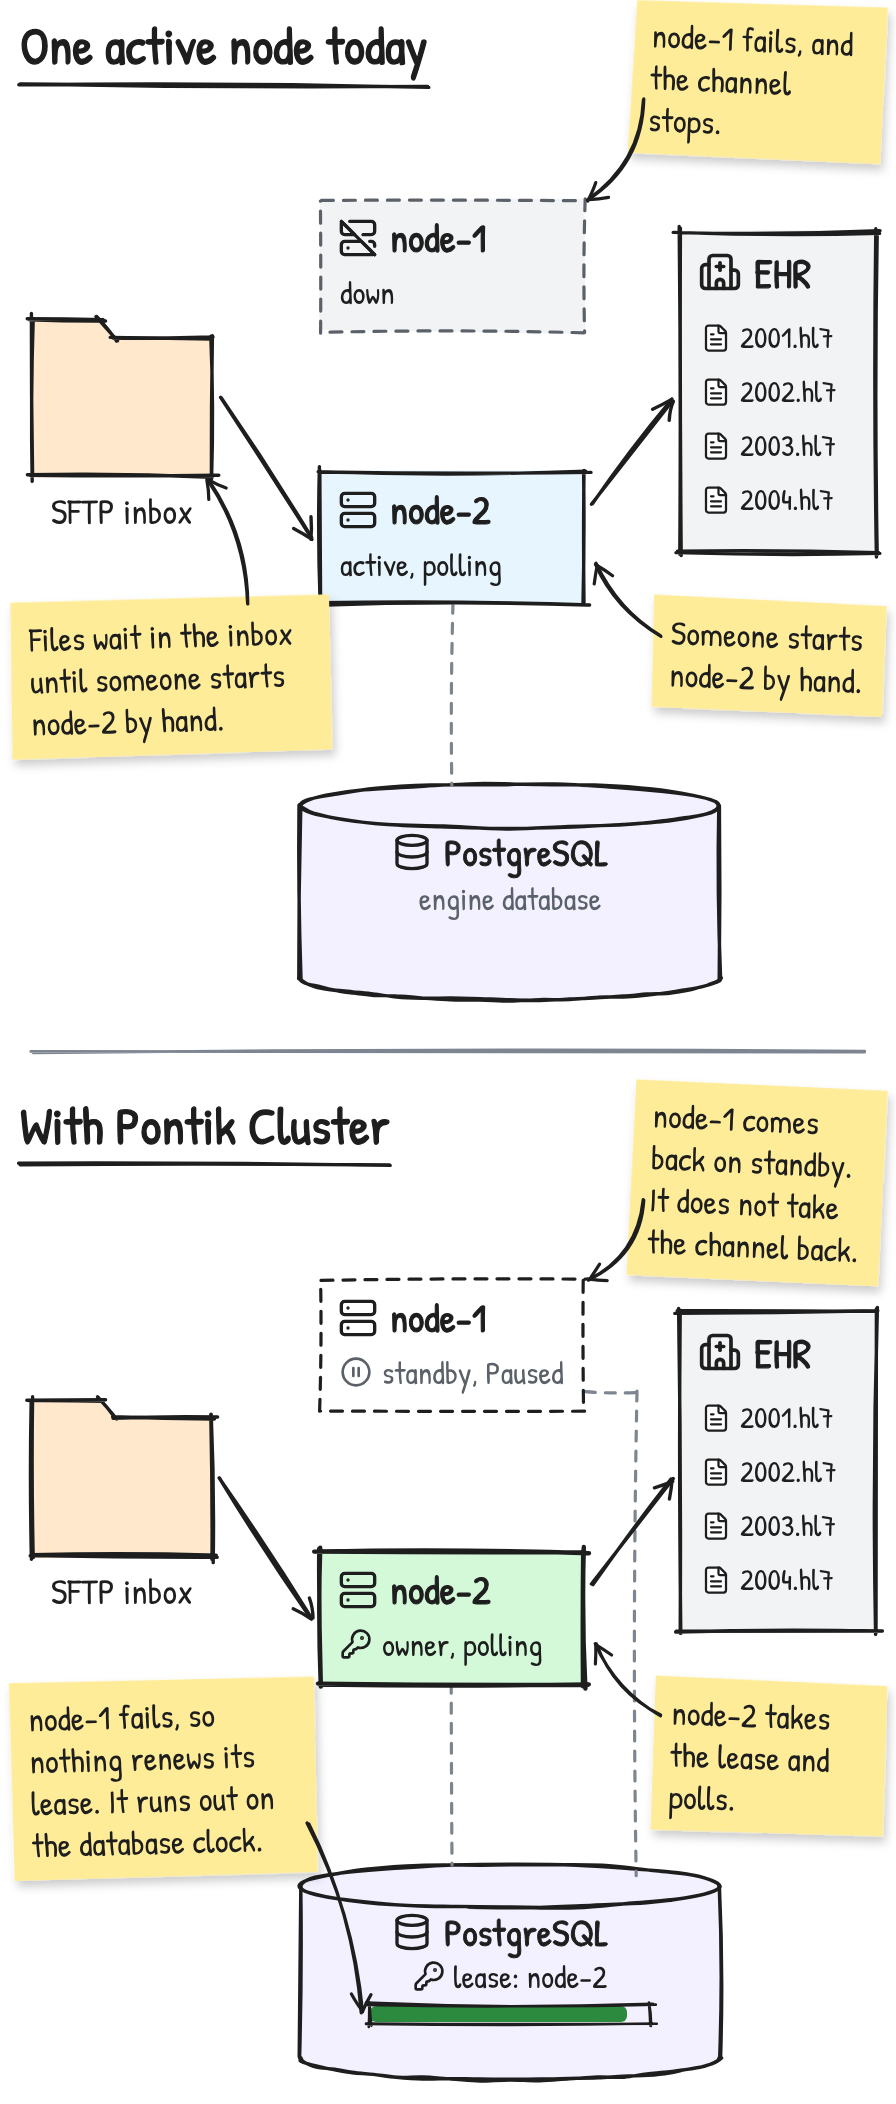 One active node today
node-1 fails, and
the channel
stops.
node-1
down
EHR
2001.hl7
2002.hl7
2003.hl7
2004.hl7
SFTP inbox
node-2
active, polling
Files wait in the inbox
until someone starts
node-2 by hand.
Someone starts
node-2 by hand.
PostgreSQL
engine database
With Pontik Cluster
node-1 comes
back on standby.
It does not take
the channel back.
node-1
standby, Paused
EHR
2001.hl7
2002.hl7
2003.hl7
2004.hl7
SFTP inbox
node-2
owner, polling
node-1 fails, so
nothing renews its
lease. It runs out on
the database clock.
node-2 takes
the lease and
polls.
PostgreSQL
lease: node-2